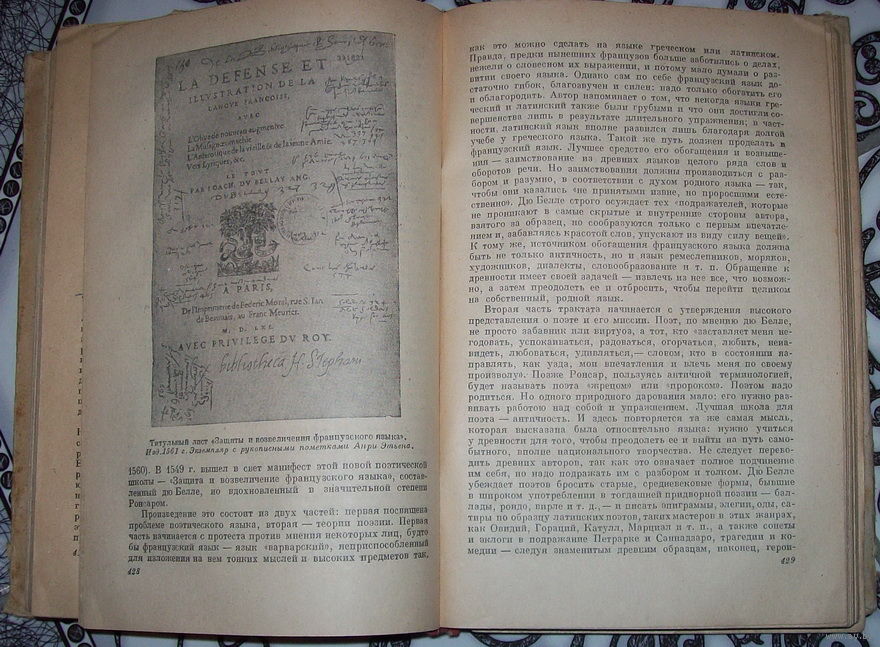 LA DEFENSE ET
ILLVSTRATION DE LA
LANGVE FRANCOISE,
AVEC
L'Oliue de nouueau augmentee
La Musagnœomachie
L'Anterotique de la vieille & de la ieune Amie.
Vers Lyriques, &c.
LE TOVT
PAR IOACH. DV BELLAY ANG.
A PARIS,
De l'Imprimerie de Federic Morel, rue S. Ian
de Beauuais, au Franc Meurier.
M. D. LXI.
AVEC PRIVILEGE DV ROY.
Bibliotheca H. Stephani
Титульный лист «Защиты и возвеличения французского языка».
Изд. 1561 г. Экземпляр с рукописными пометками Анри Этьена.
1560). В 1549 г. вышел в свет манифест этой новой поэтической
школы — «Защита и возвеличение французского языка», состав-
ленный дю Белле, но вдохновленный в значительной степени
Ронсаром.
Произведение это состоит из двух частей: первая посвящена
проблеме поэтического языка, вторая — теории поэзии. Первая
часть начинается с протеста против мнения некоторых лиц, будто
бы французский язык — язык «варварский», неприспособленный
для изложения на нем тонких мыслей и высоких предметов так,
428
как это можно сделать на языке греческом или латинском.
Правда, предки нынешних французов больше заботились о делах,
нежели о словесном их выражении, и потому мало думали о раз-
витии своего языка. Однако сам по себе французский язык до-
статочно гибок, благозвучен и силен: надо только обогатить его
и облагородить. Автор напоминает о том, что некогда языки гре-
ческий и латинский также были грубыми и что они достигли со-
вершенства лишь в результате длительного упражнения; в част-
ности, латинский язык вполне развился лишь благодаря долгой
учебе у греческого языка. Такой же путь должен проделать и
французский язык. Лучшее средство его обогащения и возвыше-
ния — заимствование из древних языков целого ряда слов и
оборотов речи. Но заимствования должны производиться с раз-
бором и разумно, в соответствии с духом родного языка — так,
чтобы они казались «не принятыми извне, но проросшими есте-
ственно». Дю Белле строго осуждает тех «подражателей, которые
не проникают в самые скрытые и внутренние стороны автора,
взятого за образец, но сообразуются только с первым впечатле-
нием и, забавляясь красотой слов, упускают из виду силу вещей».
К тому же, источником обогащения французского языка должна
быть не только античность, но и язык ремесленников, моряков,
художников, диалекты, словообразование и т. п. Обращение к
древности имеет своей задачей — извлечь из нее все, что возмож-
но, а затем преодолеть ее и отбросить, чтобы перейти целиком
на собственный, родной язык.
Вторая часть трактата начинается с утверждения высокого
представления о поэте и его миссии. Поэт, по мнению дю Белле,
не просто забавник или виртуоз, а тот, кто «заставляет меня не-
годовать, успокаиваться, радоваться, огорчаться, любить, нена-
видеть, любоваться, удивляться,— словом, кто в состоянии на-
правлять, как узда, мои впечатления и влечь меня по своему
произволу». Позже Ронсар, пользуясь античной терминологией,
будет называть поэта «жрецом» или «пророком». Поэтом надо
родиться. Но одного природного дарования мало: его нужно раз-
вивать работою над собой и упражнением. Лучшая школа для
поэта — античность. И здесь повторяется та же самая мысль,
которая высказана была относительно языка: нужно учиться
у древности для того, чтобы преодолеть ее и выйти на путь само-
бытного, вполне национального творчества. Не следует перево-
дить древних авторов, так как это означает полное подчинение
им себя, но надо подражать им с разбором и толком. Дю Белле
убеждает поэтов бросить старые, средневековые формы, бывшие
в широком употреблении в тогдашней придворной поэзии — бал-
лады, рондо, вирле и т. д.,— и писать эпиграммы, элегии, оды, са-
тиры по образцу латинских поэтов, таких мастеров в этих жанрах,
как Овидий, Гораций, Катулл, Марциал и т. п., а также сонеты
и эклоги в подражание Петрарке и Саннадзаро, трагедии и ко-
медии — следуя знаменитым древним образцам, наконец, герои-
429